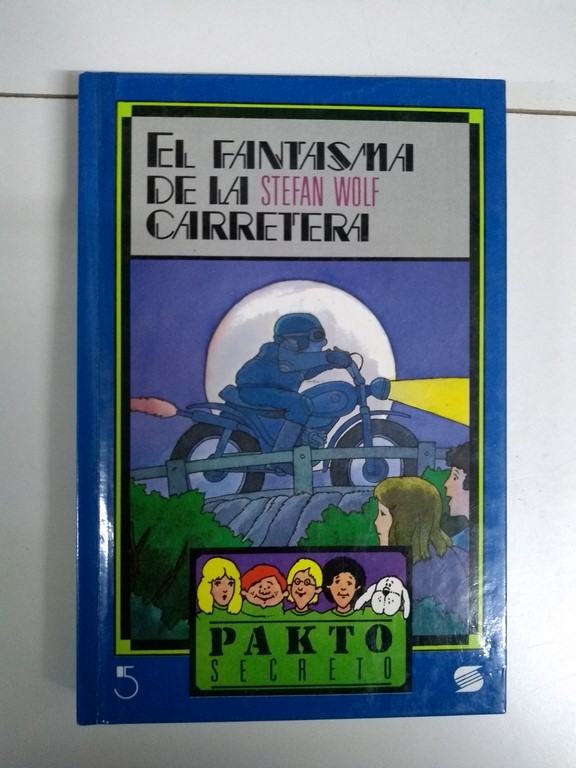 EL FANTASMA
DE LA STEFAN WOLF
CARRETERA
PAKTO
SECRETO
5